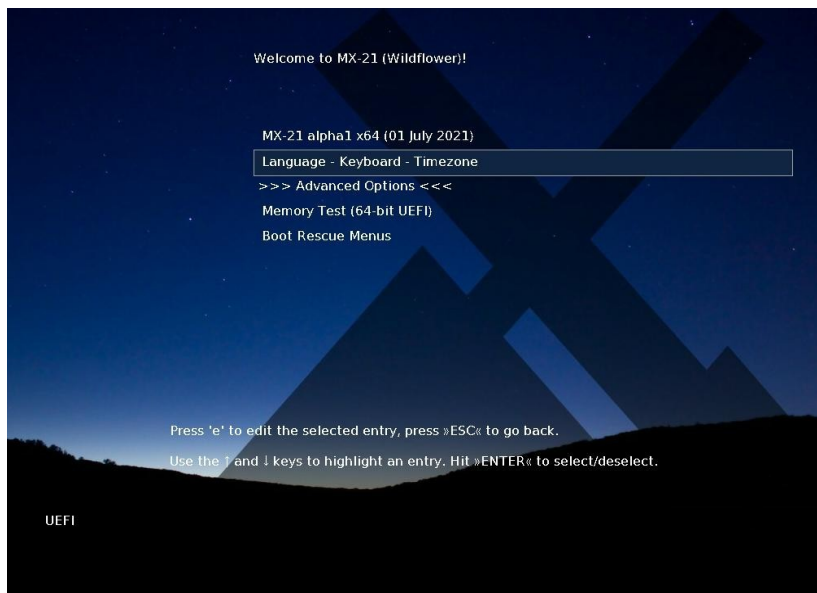 Welcome to MX-21 (Wildflower)!
MX-21 alpha1 x64 (01 July 2021)
Language - Keyboard - Timezone
>>> Advanced Options <<<
Memory Test (64-bit UEFI)
Boot Rescue Menus
Press 'e' to edit the selected entry, press »ESC« to go back.
Use the ↑ and ↓ keys to highlight an entry. Hit »ENTER« to select/deselect.
UEFI